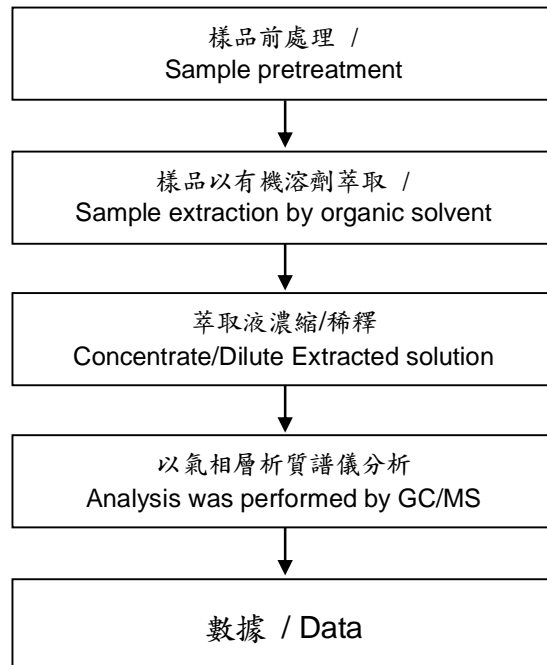 樣品前處理 /
Sample pretreatment
樣品以有機溶劑萃取 /
Sample extraction by organic solvent
萃取液濃縮/稀釋
Concentrate/Dilute Extracted solution
以氣相層析質譜儀分析
Analysis was performed by GC/MS
數據 / Data